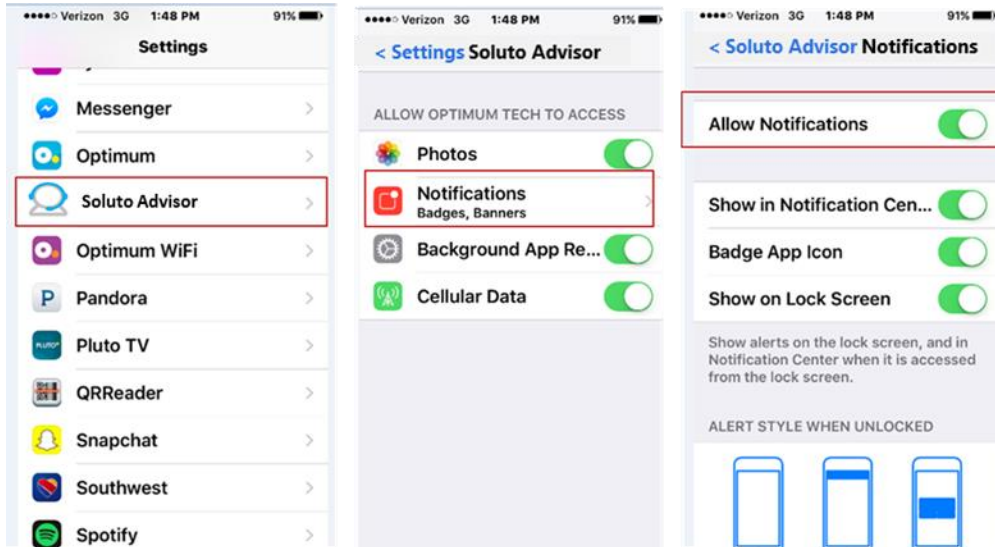 Verizon 3G 1:48 PM 91%
Settings
Messenger
Optimum
Soluto Advisor
Optimum WiFi
P Pandora
PLUTO Pluto TV
QRReader
Snapchat
Southwest
Spotify
Verizon 3G 1:48 PM 91%
< Settings Soluto Advisor
ALLOW OPTIMUM TECH TO ACCESS
Photos
Notifications
Badges, Banners
Background App Re...
Cellular Data
Verizon 3G 1:48 PM 91%
< Soluto Advisor Notifications
Allow Notifications
Show in Notification Cen...
Badge App Icon
Show on Lock Screen
Show alerts on the lock screen, and in
Notification Center when it is accessed
from the lock screen.
ALERT STYLE WHEN UNLOCKED